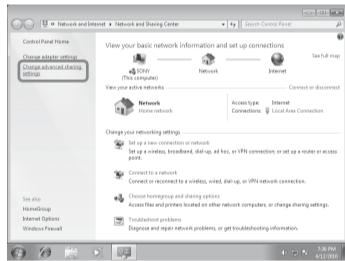 Network and Internet ▸ Network and Sharing Center
Search Control Panel
Control Panel Home
Change adapter settings
Change advanced sharing
settings
View your basic network information and set up connections
See full map
SONY
(This computer)
Network
Internet
View your active networks
Connect or disconnect
Network
Home network
Access type: Internet
Connections: Local Area Connection
Change your networking settings
Set up a new connection or network
Set up a wireless, broadband, dial-up, ad hoc, or VPN connection; or set up a router or access
point.
Connect to a network
Connect or reconnect to a wireless, wired, dial-up, or VPN network connection.
Choose homegroup and sharing options
Access files and printers located on other network computers, or change sharing settings.
Troubleshoot problems
Diagnose and repair network problems, or get troubleshooting information.
See also
HomeGroup
Internet Options
Windows Firewall